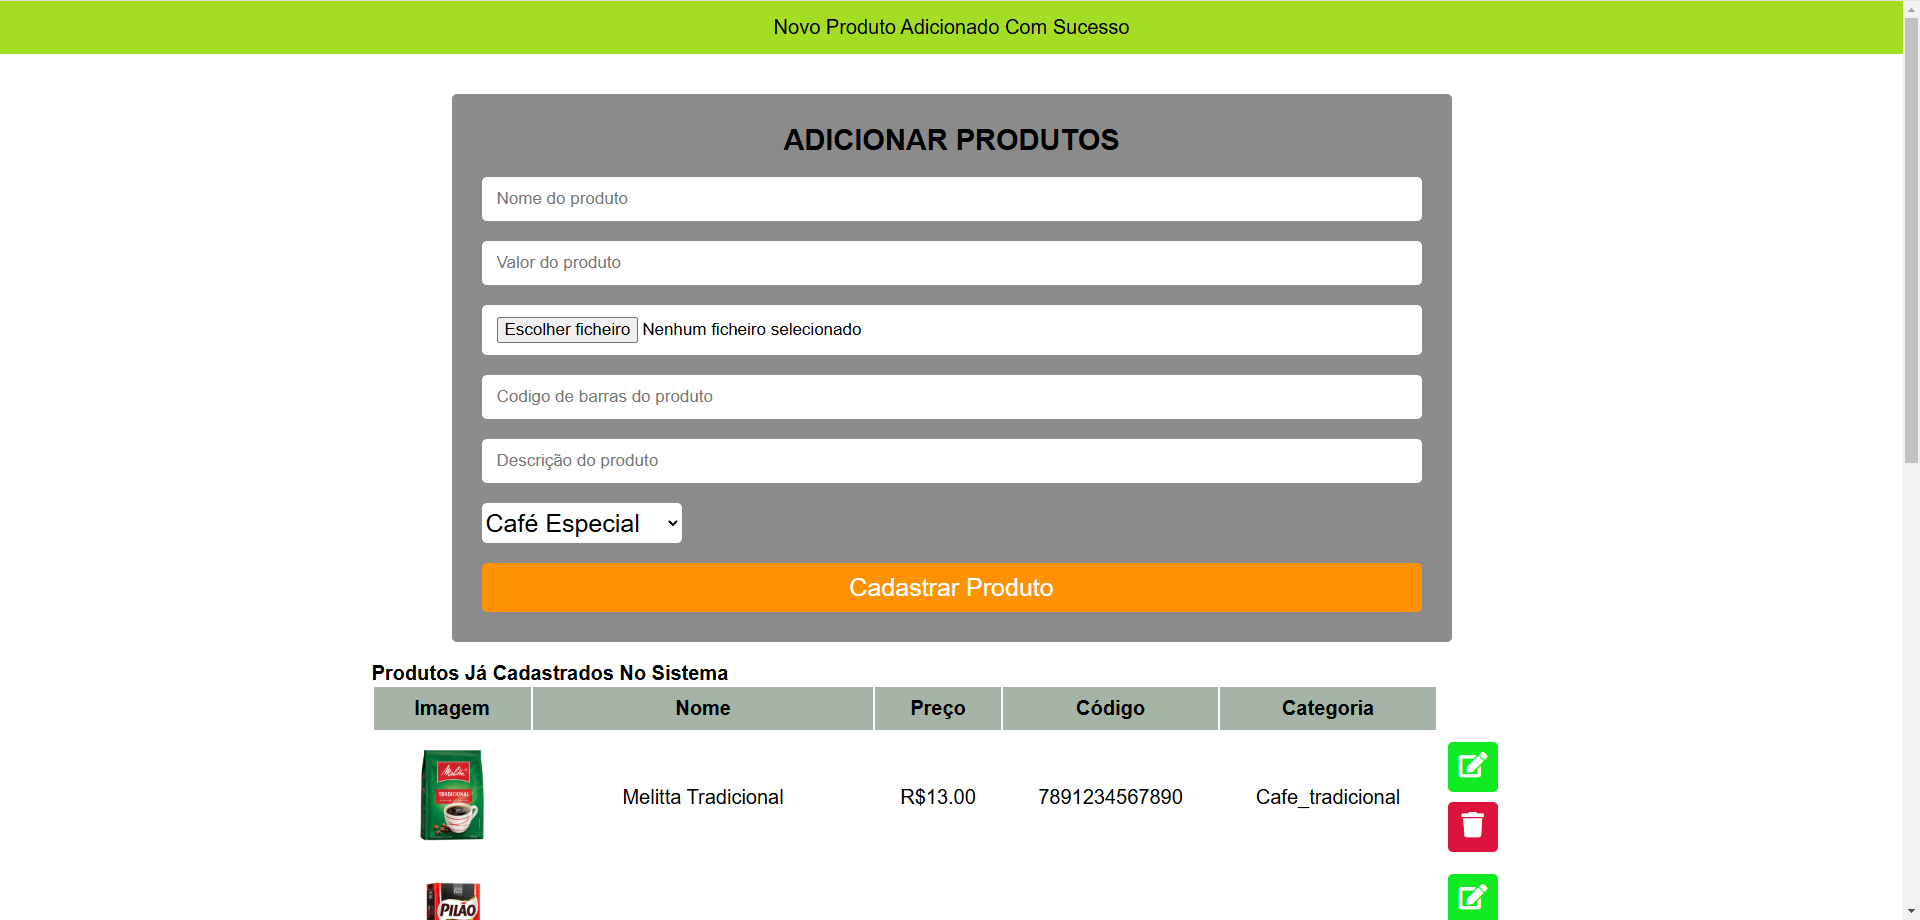 Novo Produto Adicionado Com Sucesso
ADICIONAR PRODUTOS
Nome do produto
Valor do produto
Escolher ficheiro Nenhum ficheiro selecionado
Codigo de barras do produto
Descrição do produto
Café Especial
Cadastrar Produto
Produtos Já Cadastrados No Sistema
Imagem Nome Preço Código Categoria
Melitta
TRADICIONAL
Melitta Tradicional R$13.00 7891234567890 Cafe_tradicional
PILÃO